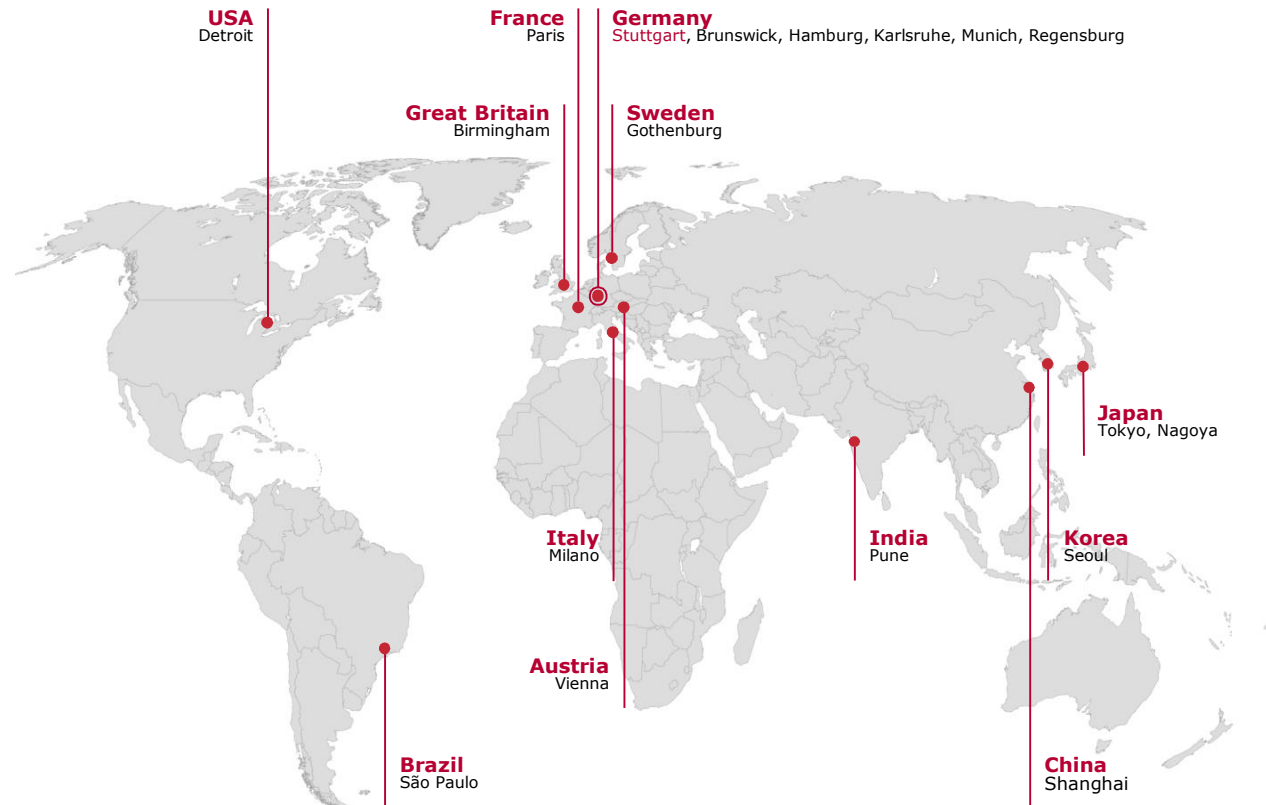 USA
Detroit
France
Paris
Germany
Stuttgart, Brunswick, Hamburg, Karlsruhe, Munich, Regensburg
Great Britain
Birmingham
Sweden
Gothenburg
Japan
Tokyo, Nagoya
Italy
Milano
India
Pune
Korea
Seoul
Austria
Vienna
Brazil
São Paulo
China
Shanghai